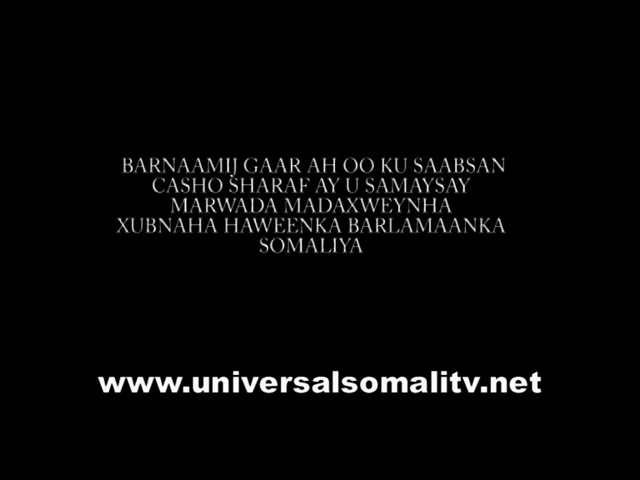 BARNAAMIJ GAAR AH OO KU SAABSAN
CASHO SHARAF AY U SAMAYSAY
MARWADA MADAXWEYNHA
XUBNAHA HAWEENKA BARLAMAANKA
SOMALIYA
www.universalsomalitv.net